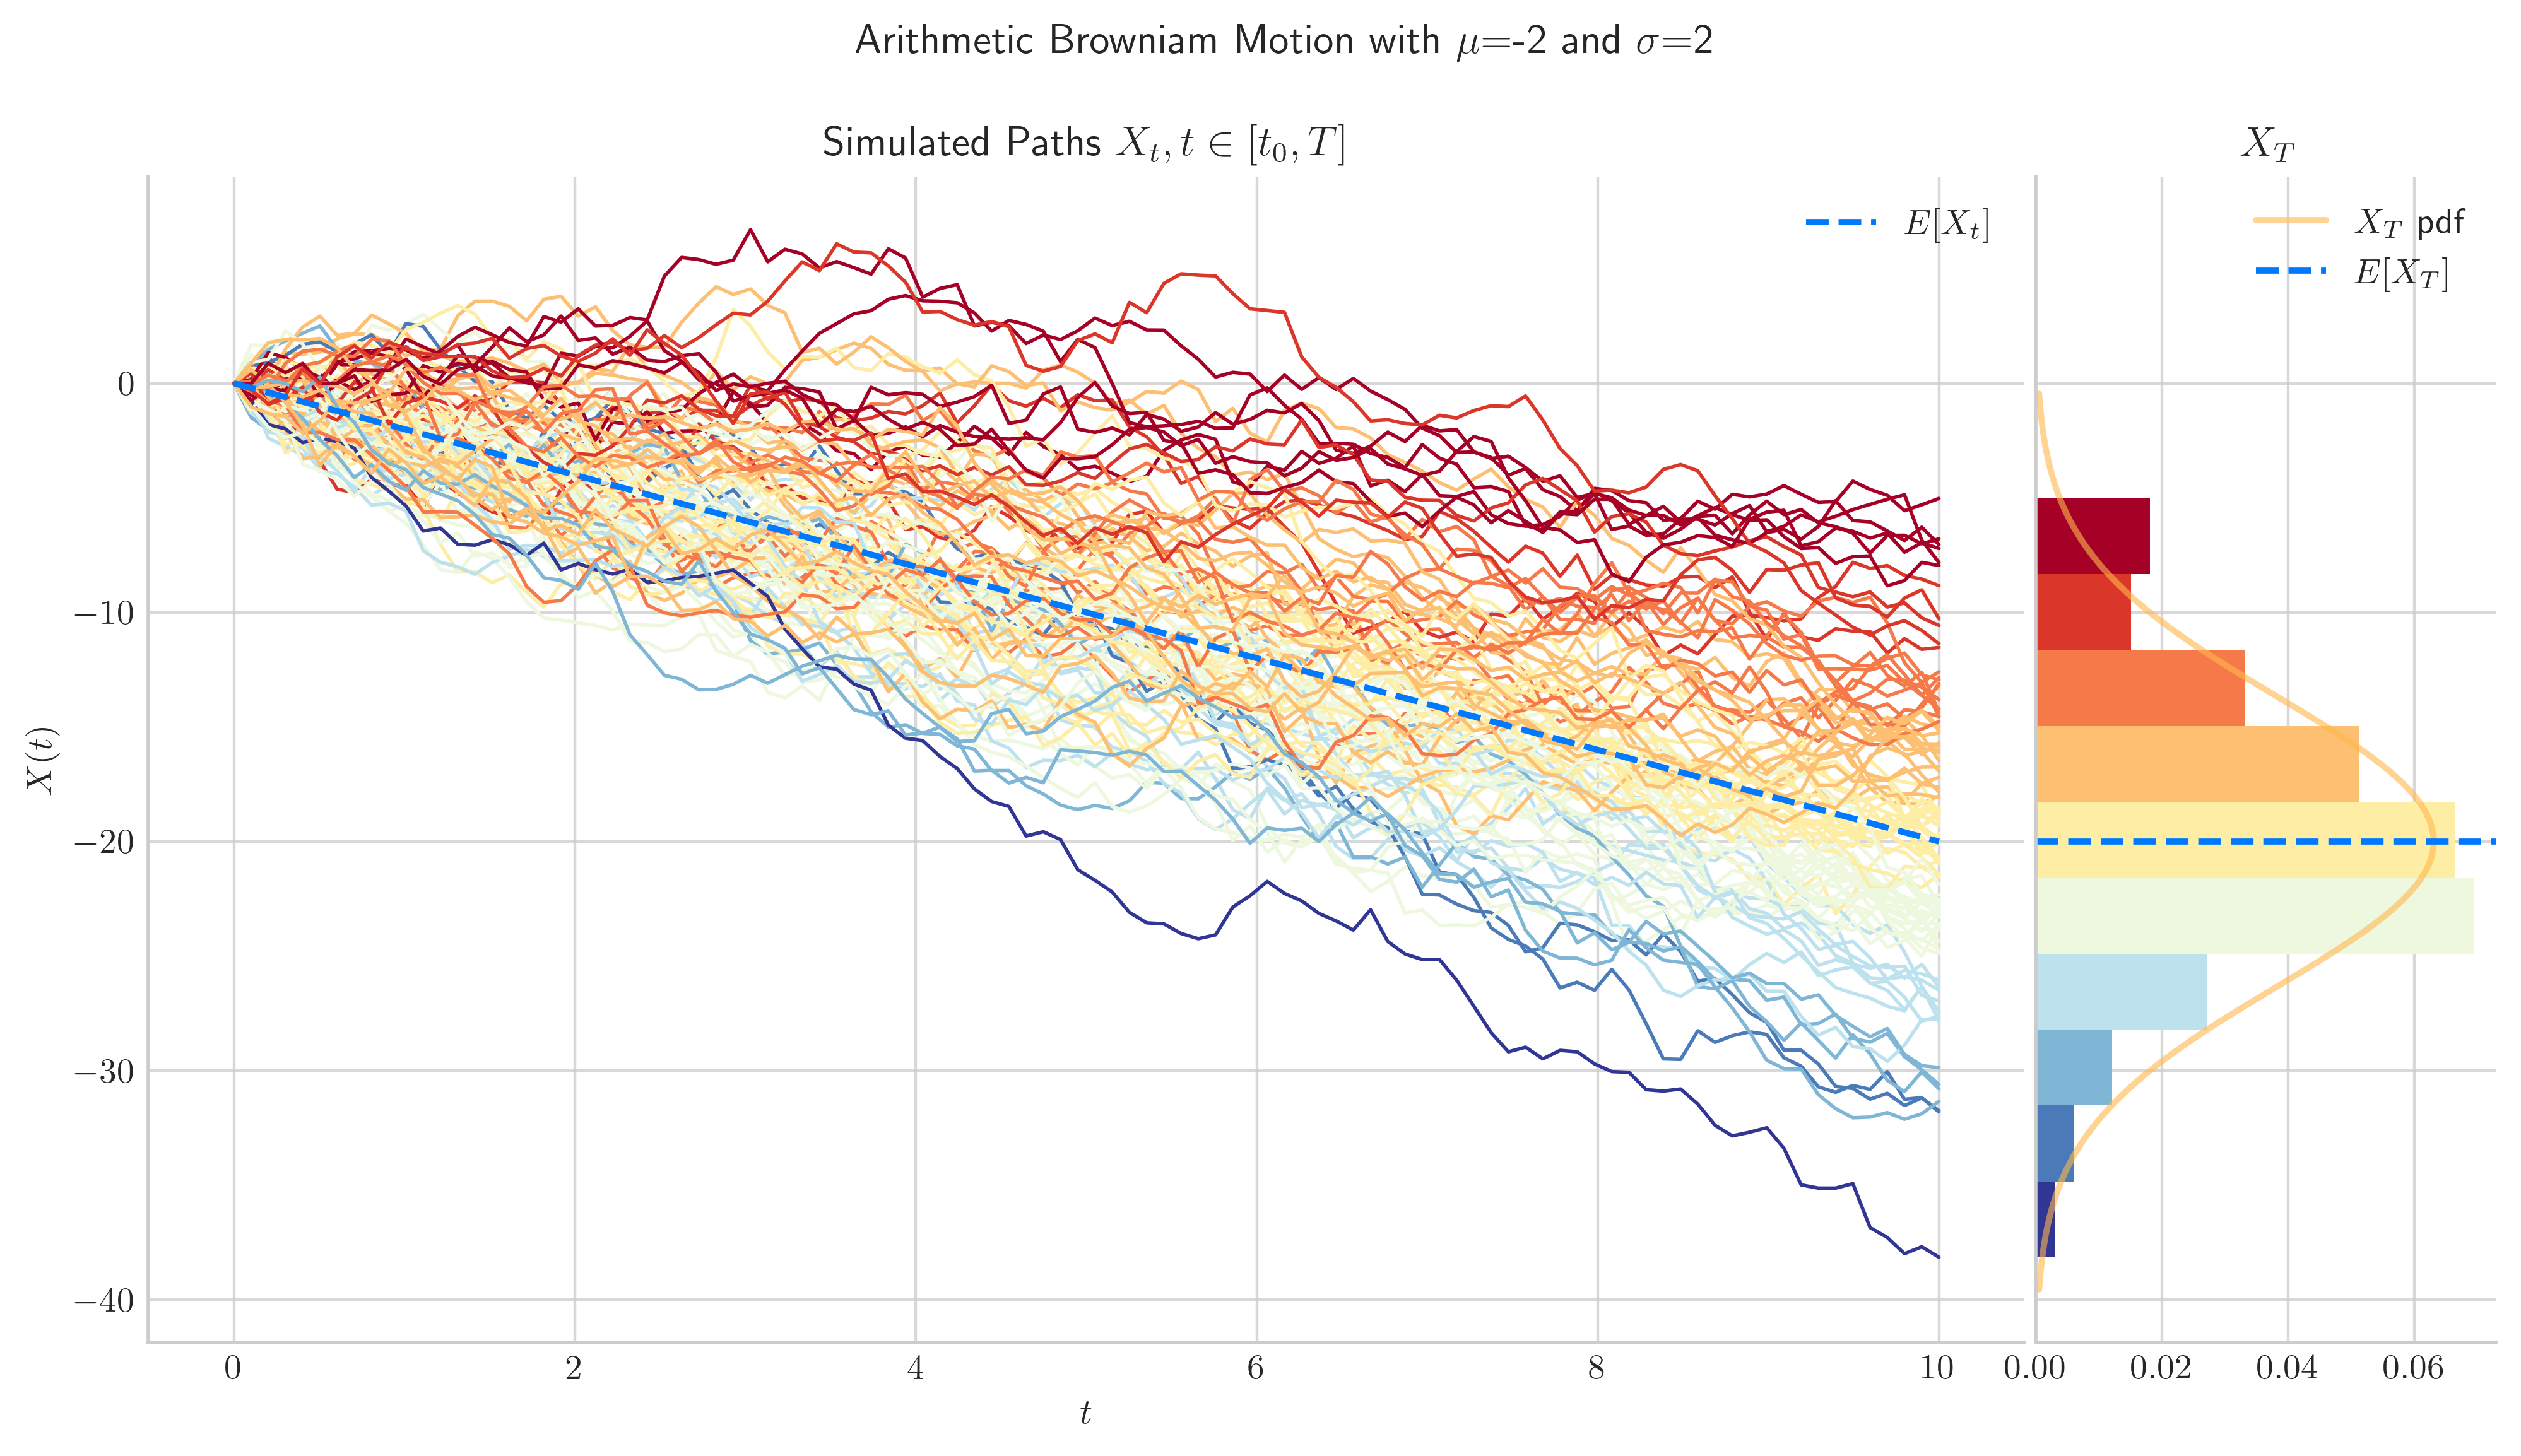 Arithmetic Browniam Motion with μ=-2 and σ=2
Simulated Paths $X_t, t \in [t_0, T]$
$X_T$
$E[X_t]$
$X_T$ pdf
$E[X_T]$
0
−10
−20
−30
−40
X(t)
0 2 4 6 8 10
0.00 0.02 0.04 0.06
t